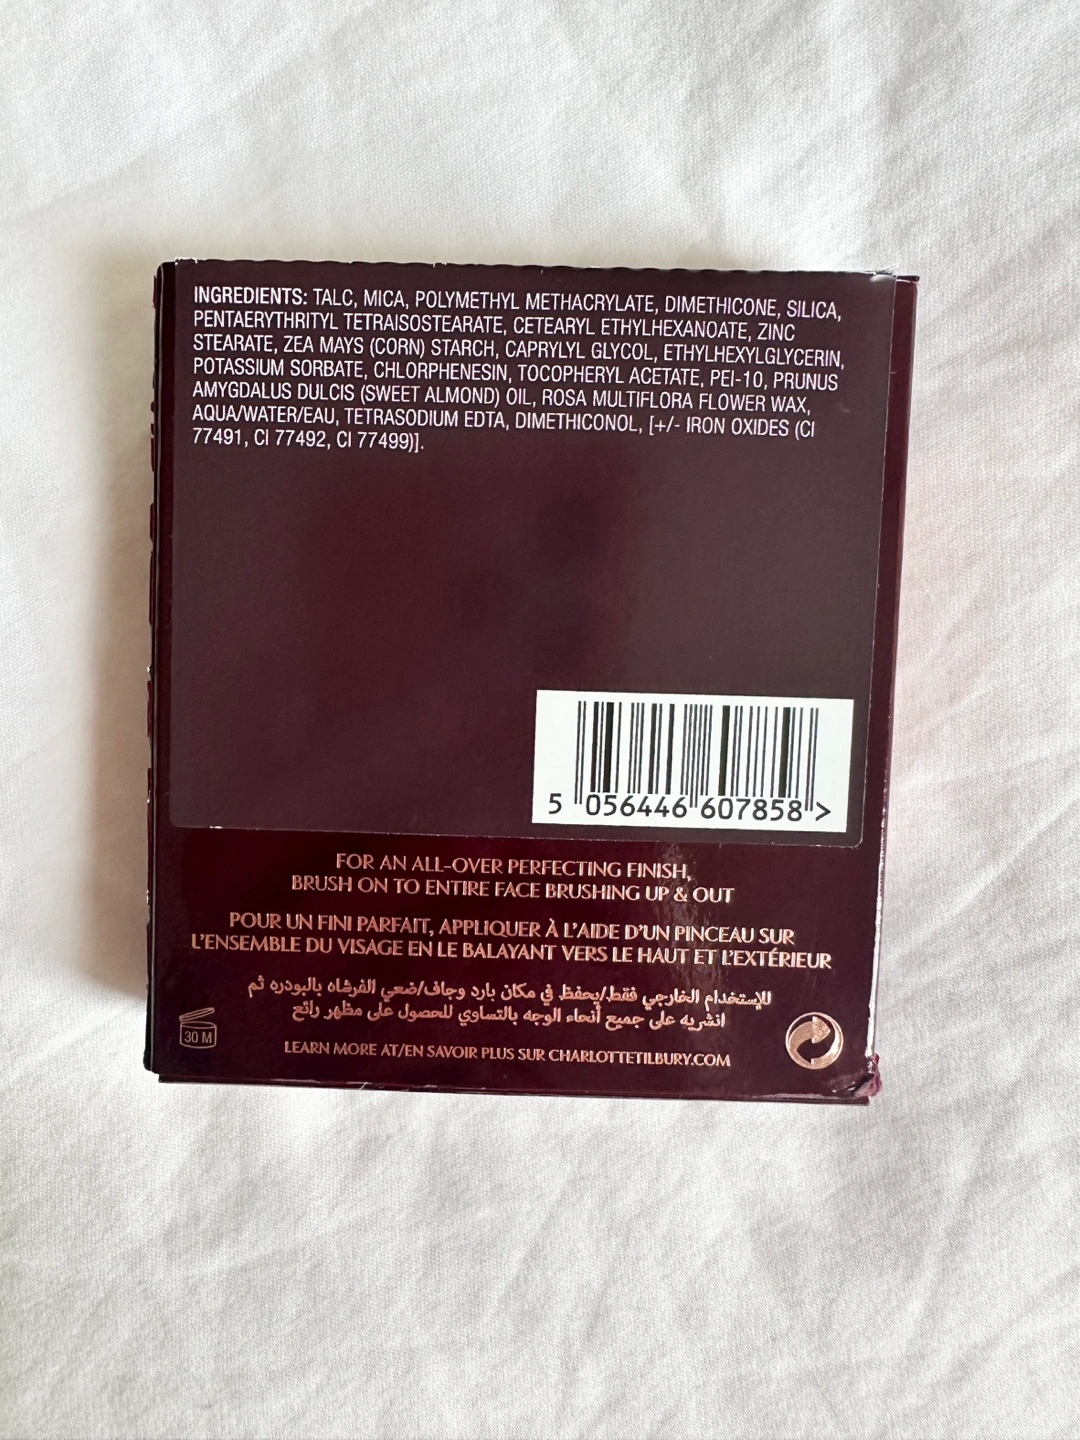 INGREDIENTS: TALC, MICA, POLYMETHYL METHACRYLATE, DIMETHICONE, SILICA,
PENTAERYTHRITYL TETRAISOSTEARATE, CETEARYL ETHYLHEXANOATE, ZINC
STEARATE, ZEA MAYS (CORN) STARCH, CAPRYLYL GLYCOL, ETHYLHEXYLGLYCERIN,
POTASSIUM SORBATE, CHLORPHENESIN, TOCOPHERYL ACETATE, PEI-10, PRUNUS
AMYGDALUS DULCIS (SWEET ALMOND) OIL, ROSA MULTIFLORA FLOWER WAX,
AQUA/WATER/EAU, TETRASODIUM EDTA, DIMETHICONOL, [+/- IRON OXIDES (CI
77491, CI 77492, CI 77499)].
5 056446 607858 >
FOR AN ALL-OVER PERFECTING FINISH,
BRUSH ON TO ENTIRE FACE BRUSHING UP & OUT
POUR UN FINI PARFAIT, APPLIQUER À L'AIDE D'UN PINCEAU SUR
L'ENSEMBLE DU VISAGE EN LE BALAYANT VERS LE HAUT ET L'EXTÉRIEUR
للإستخدام الخارجي فقط/يحفظ في مكان بارد وجاف/ضعي الفرشاه بالبودره ثم
انشريه على جميع أنحاء الوجه بالتساوي للحصول على مظهر رائع
30 M
LEARN MORE AT/EN SAVOIR PLUS SUR CHARLOTTETILBURY.COM